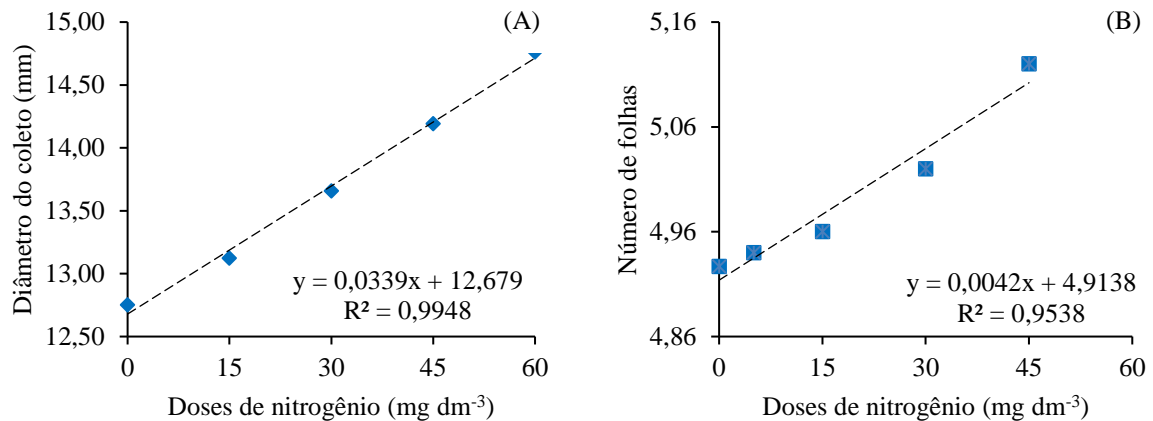 (A)
Diâmetro do coleto (mm)
15,00
14,50
14,00
13,50
13,00
12,50
y = 0,0339x + 12,679
R² = 0,9948
0 15 30 45 60
Doses de nitrogênio (mg dm⁻³)
(B)
Número de folhas
5,16
5,06
4,96
4,86
y = 0,0042x + 4,9138
R² = 0,9538
0 15 30 45 60
Doses de nitrogênio (mg dm⁻³)